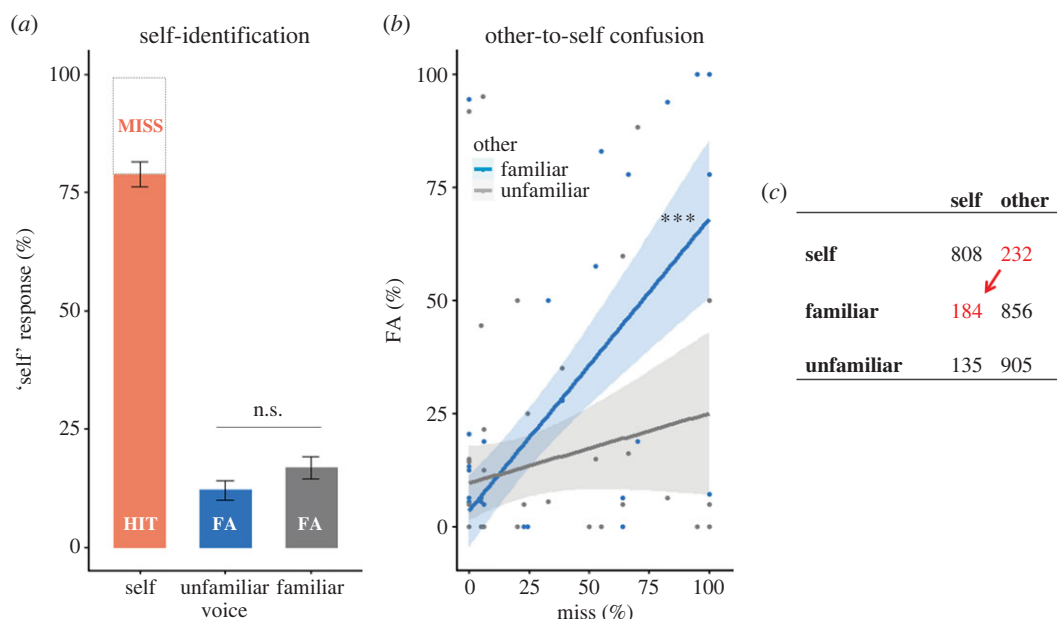 (a)
self-identification
100
75
50
25
0
'self' response (%)
MISS
HIT
FA
FA
n.s.
self
unfamiliar
familiar
voice
(b)
other-to-self confusion
100
75
50
25
0
FA (%)
other
familiar
unfamiliar
***
0
25
50
75
100
miss (%)
(c)
self other
self 808 232
familiar 184 856
unfamiliar 135 905